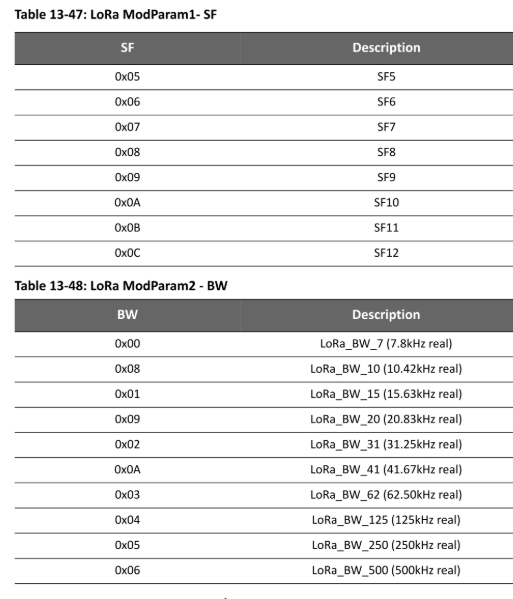 Table 13-47: LoRa ModParam1- SF
SF Description
0x05 SF5
0x06 SF6
0x07 SF7
0x08 SF8
0x09 SF9
0x0A SF10
0x0B SF11
0x0C SF12
Table 13-48: LoRa ModParam2 - BW
BW Description
0x00 LoRa_BW_7 (7.8kHz real)
0x08 LoRa_BW_10 (10.42kHz real)
0x01 LoRa_BW_15 (15.63kHz real)
0x09 LoRa_BW_20 (20.83kHz real)
0x02 LoRa_BW_31 (31.25kHz real)
0x0A LoRa_BW_41 (41.67kHz real)
0x03 LoRa_BW_62 (62.50kHz real)
0x04 LoRa_BW_125 (125kHz real)
0x05 LoRa_BW_250 (250kHz real)
0x06 LoRa_BW_500 (500kHz real)